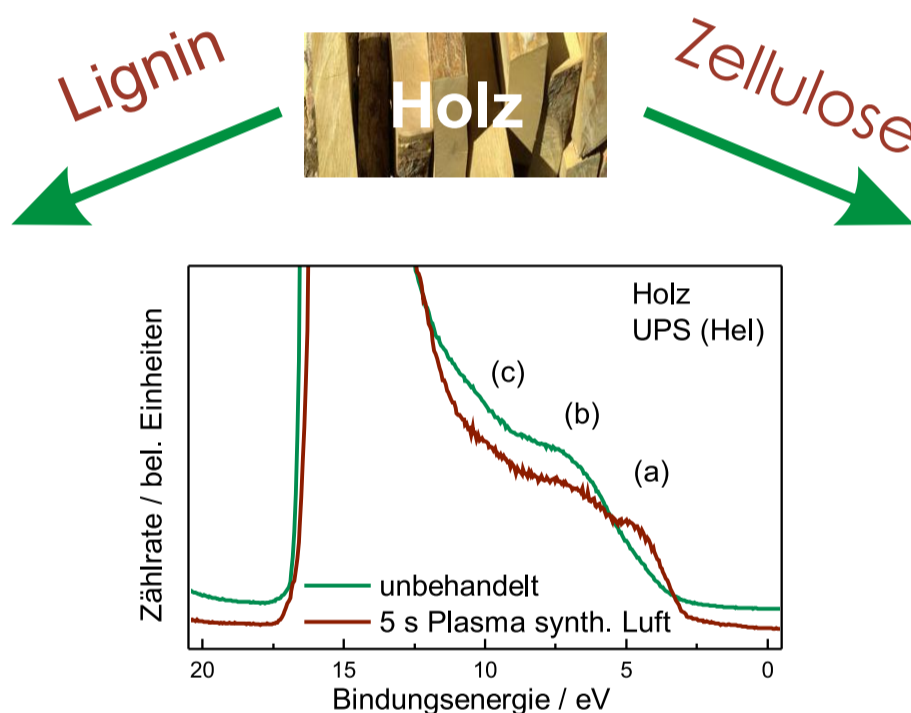 Lignin
Holz
Zellulose
Holz
UPS (HeI)
(c)
(b)
(a)
Zählrate / bel. Einheiten
unbehandelt
5 s Plasma synth. Luft
20 15 10 5 0
Bindungsenergie / eV